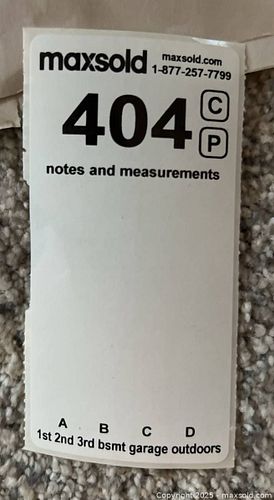 maxsold maxsold.com
1-877-257-7799
404 C
P
notes and measurements
A B C D
1st 2nd 3rd bsmt garage outdoors
Copyright 2025 - maxsold.com